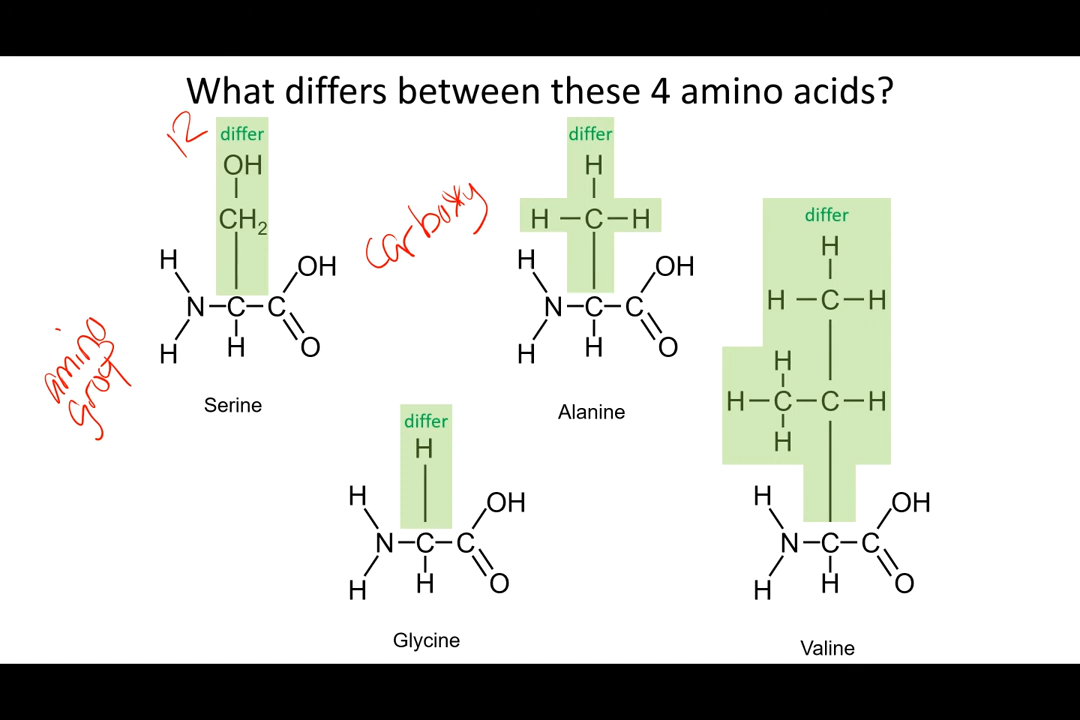 What differs between these 4 amino acids?
differ
OH
CH₂
H
N-C-C
OH
H
H
O
Serine
differ
H
H-C-H
H
N-C-C
OH
H
H
O
Alanine
differ
H
H
N-C-C
OH
H
H
O
Glycine
differ
H
H-C-H
H
H-C-C-H
H
H
N-C-C
OH
H
H
O
Valine
carboxy
amino